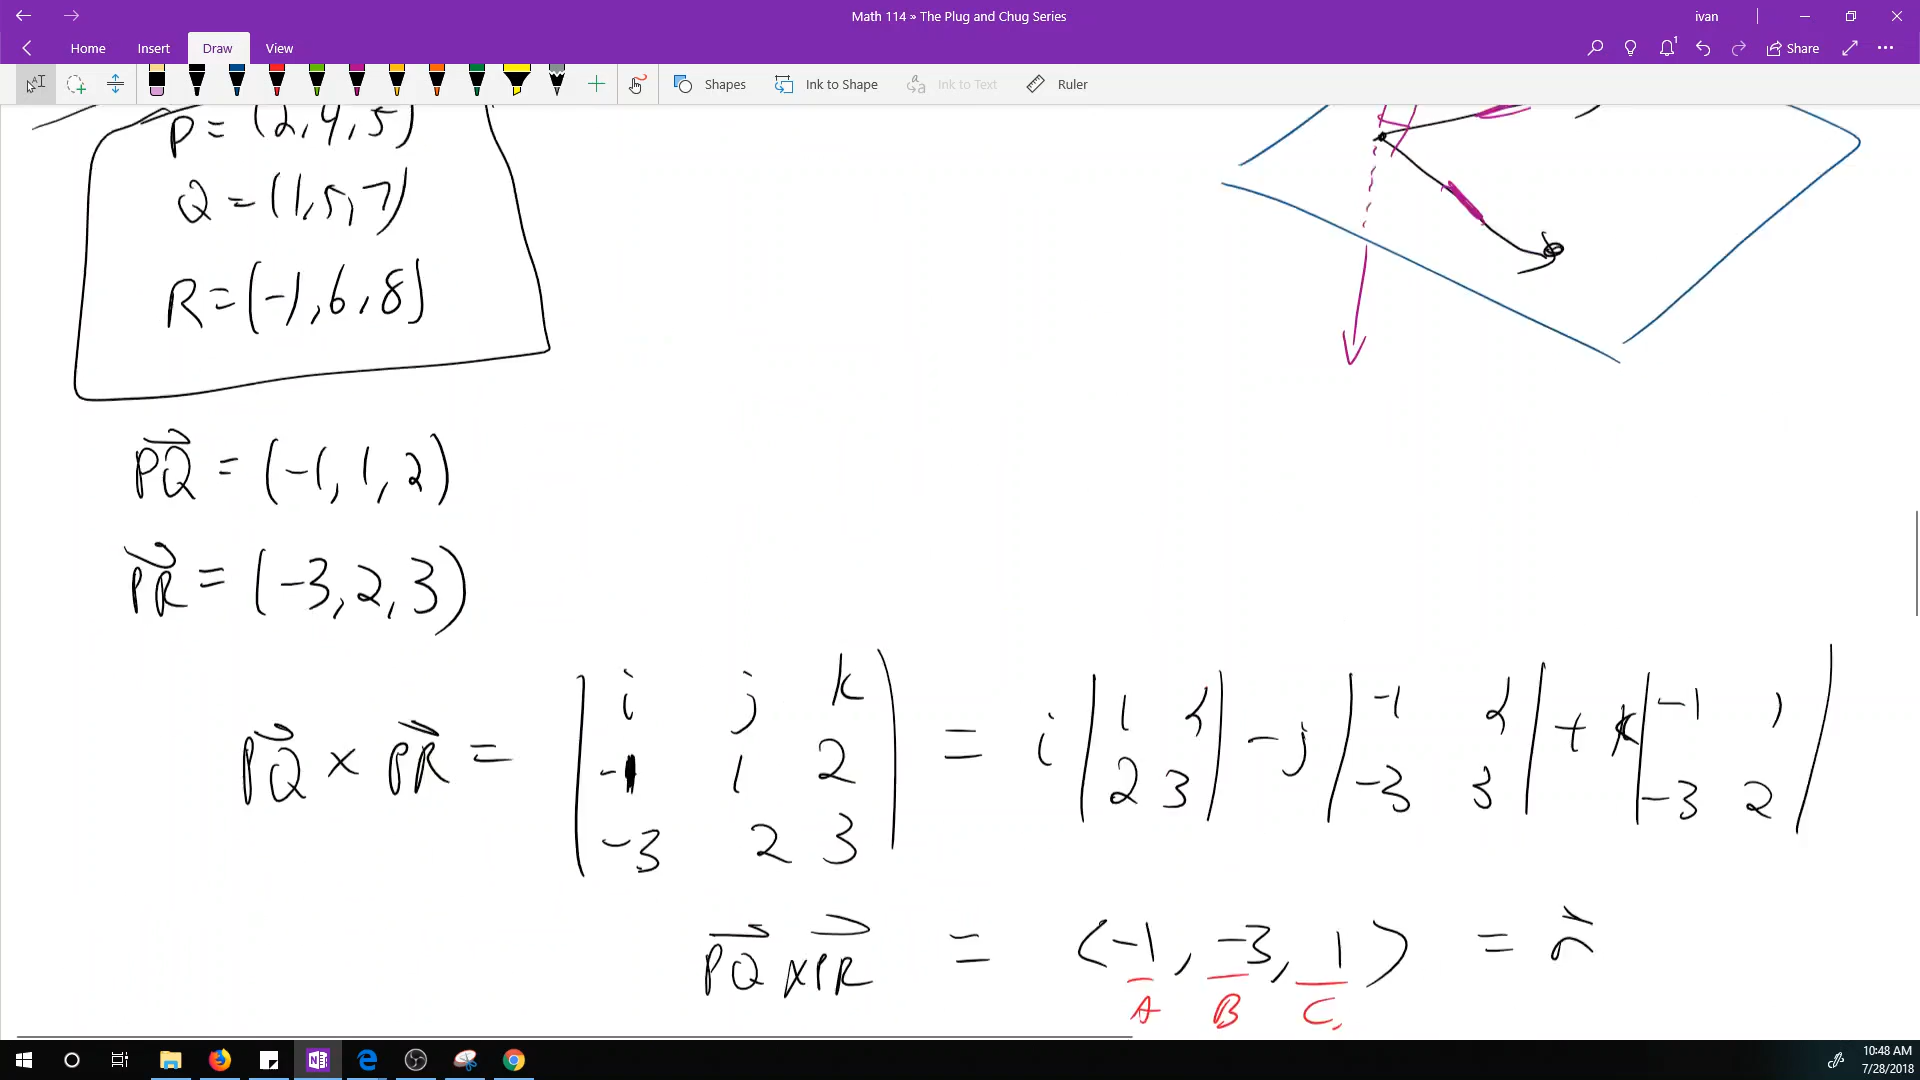 Math 114 » The Plug and Chug Series
ivan
Home Insert Draw View
1
Share
Shapes
Ink to Shape
Ink to Text
Ruler
P = (2,4,5)
Q = (1,5,7)
R = (-1,6,8)
PQ = (-1,1,2)
PR = (-3,2,3)
PQ × PR = | i j k | = i | 1 2 | - j | -1 2 | + k | -1 1 |
| -1 1 2 | | 2 3 | | -3 3 | | -3 2 |
| -3 2 3 |
PQ × PR = < -1, -3, 1 > = n
A B C
10:48 AM
7/28/2018